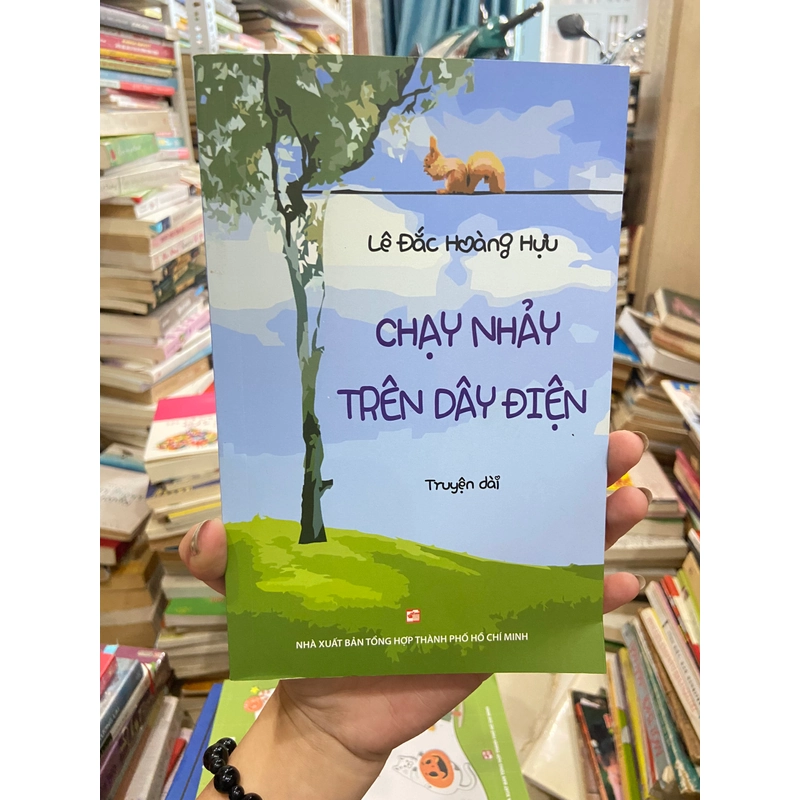 Lê Đắc Hoàng Hựu
CHẠY NHẢY
TRÊN DÂY ĐIỆN
Truyện dài
NHÀ XUẤT BẢN TỔNG HỢP THÀNH PHỐ HỒ CHÍ MINH